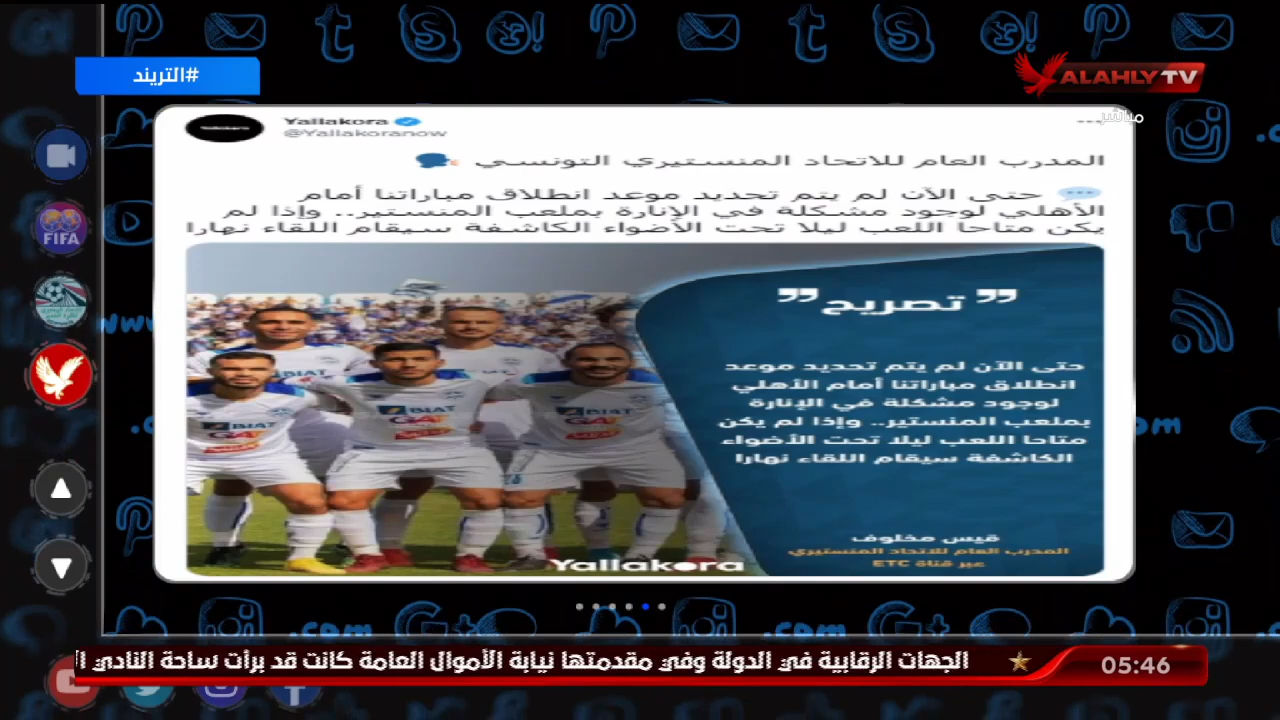 #التريند
ALAHLY TV
مباشر
Yallakora
@Yallakoranow
المدرب العام للاتحاد المنستيري التونسي
حتى الآن لم يتم تحديد موعد انطلاق مباراتنا أمام
الأهلي لوجود مشكلة في الإنارة بملعب المنستير.. وإذا لم
يكن متاحا اللعب ليلا تحت الأضواء الكاشفة سيقام اللقاء نهارا
FIFA
" تصريح "
حتى الآن لم يتم تحديد موعد
انطلاق مباراتنا أمام الأهلي
لوجود مشكلة في الإنارة
بملعب المنستير.. وإذا لم يكن
متاحا اللعب ليلا تحت الأضواء
الكاشفة سيقام اللقاء نهارا
BIAT
BIAT
BIAT
قيس مخلوف
المدرب العام للاتحاد المنستيري
عبر قناة ETC
Yallakora
الجهات الرقابية في الدولة وفي مقدمتها نيابة الأموال العامة كانت قد برأت ساحة النادي ال
05:46